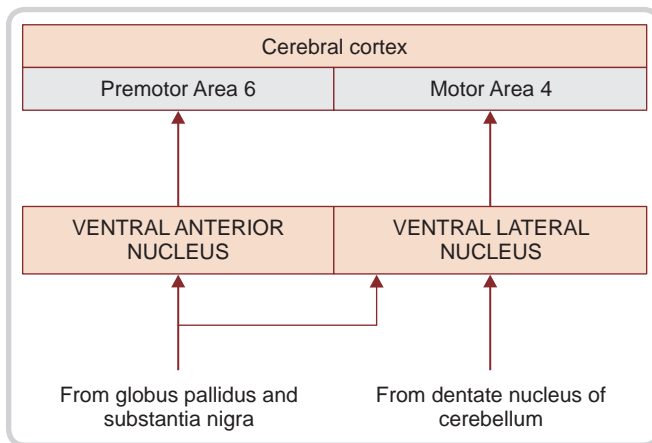 Cerebral cortex
Premotor Area 6
Motor Area 4
VENTRAL ANTERIOR
NUCLEUS
VENTRAL LATERAL
NUCLEUS
From globus pallidus and
substantia nigra
From dentate nucleus of
cerebellum